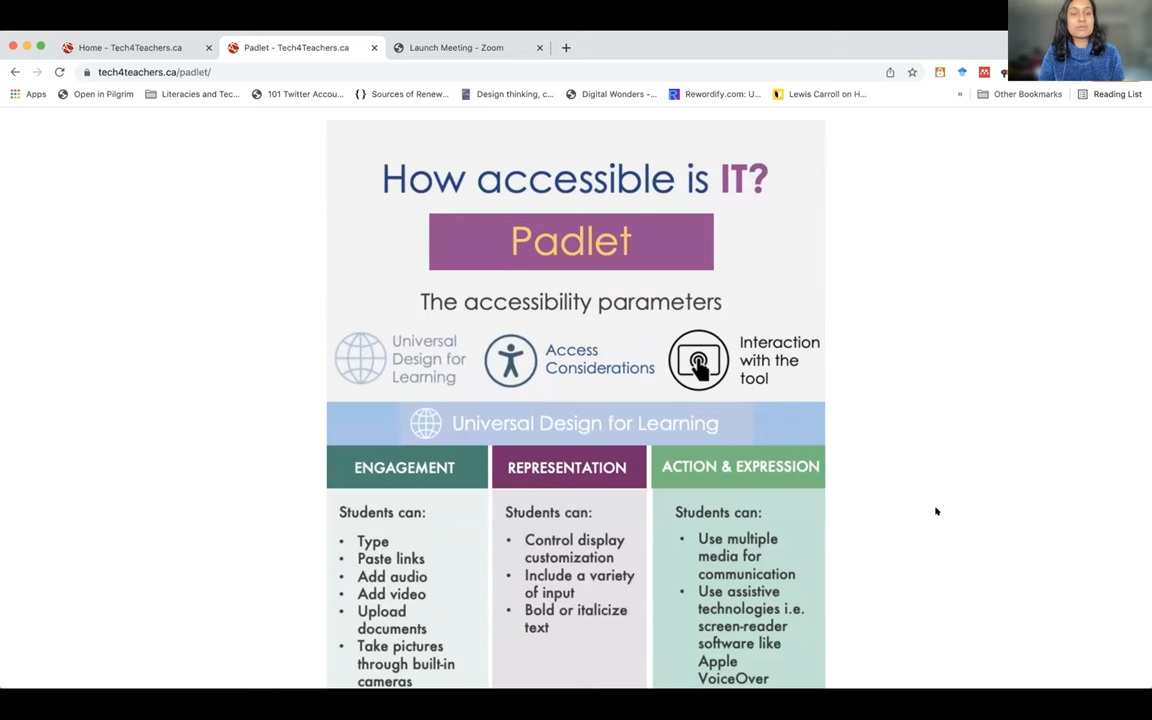 Home - Tech4Teachers.ca
Padlet - Tech4Teachers.ca
Launch Meeting - Zoom
tech4teachers.ca/padlet/
Apps
Open in Pilgrim
Literacies and Tec...
101 Twitter Accou...
Sources of Renew...
Design thinking, c...
Digital Wonders -...
Rewordify.com: U...
Lewis Carroll on H...
»
Other Bookmarks
Reading List
How accessible is IT?
Padlet
The accessibility parameters
Universal
Design for
Learning
Access
Considerations
Interaction
with the
tool
Universal Design for Learning
ENGAGEMENT
Students can:
• Type
• Paste links
• Add audio
• Add video
• Upload
documents
• Take pictures
through built-in
cameras
REPRESENTATION
Students can:
• Control display
customization
• Include a variety
of input
• Bold or italicize
text
ACTION & EXPRESSION
Students can:
• Use multiple
media for
communication
• Use assistive
technologies i.e.
screen-reader
software like
Apple
VoiceOver